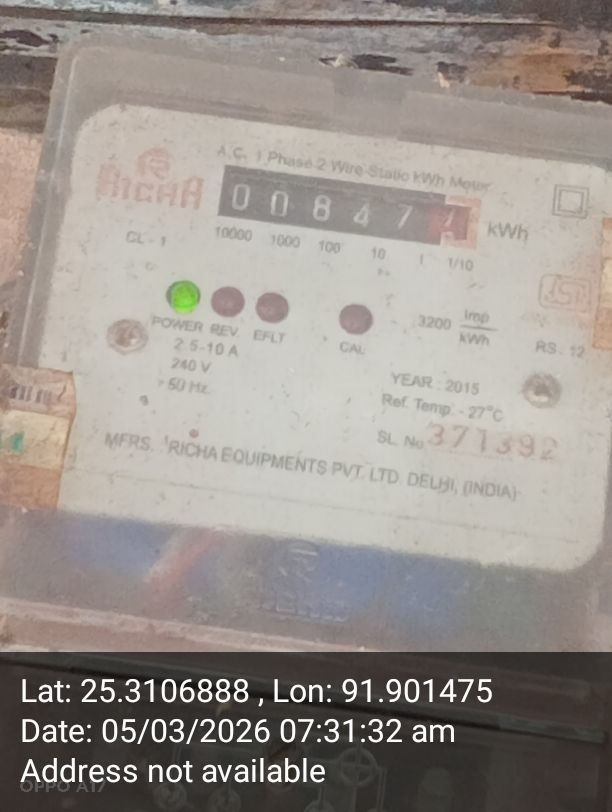 A.C. 1 Phase 2 Wire Static kWh Meter
RICHA
0 0 8 4 7
kWh
CL - 1
10000 1000 100 10 1 1/10
POWER REV. EFLT
CAL
3200 Imp/kWh
2.5-10 A
240 V
50 Hz.
RS. 12
YEAR : 2015
Ref. Temp. - 27°C
SL. No 371392
MFRS. RICHA EQUIPMENTS PVT. LTD. DELHI, (INDIA)
Lat: 25.3106888 , Lon: 91.901475
Date: 05/03/2026 07:31:32 am
Address not available
OPPO A17